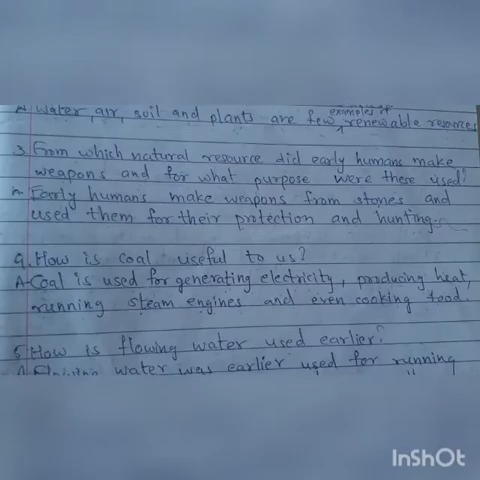 A Water, air, soil and plants are few examples of renewable resources
3. From which natural resource did early humans make
weapons and for what purpose were these used?
A Early humans make weapons from stones and
used them for their protection and hunting.
4. How is coal useful to us?
A- Coal is used for generating electricity, producing heat,
running steam engines and even cooking food.
5. How is flowing water used earlier?
A Flowing water was earlier used for running
InShOt